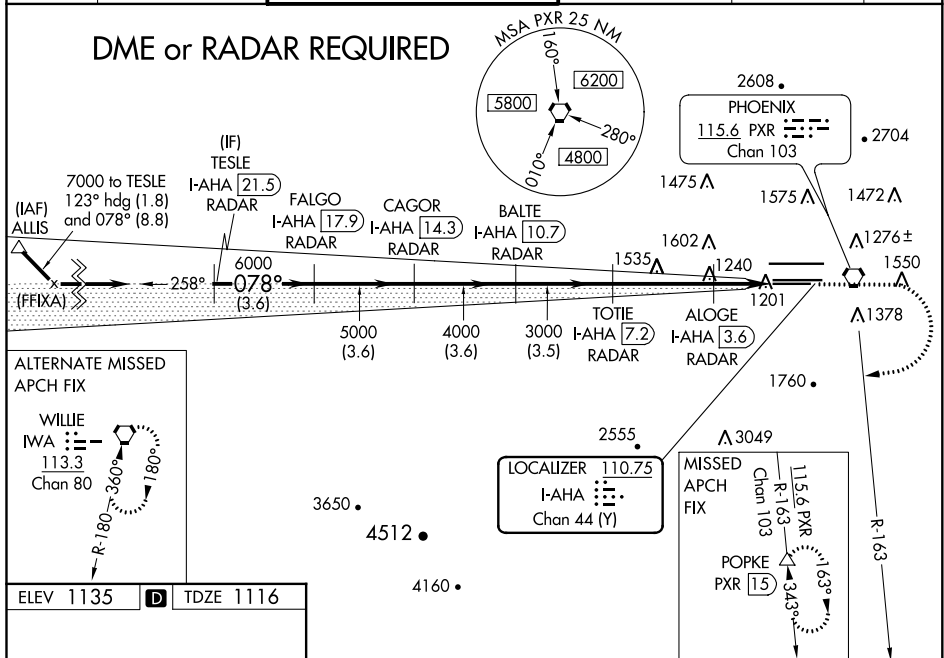 DME or RADAR REQUIRED
MSA PXR 25 NM
160°
6200
5800
280°
4800
010°
2608
PHOENIX
115.6 PXR
Chan 103
2704
1475
1575
1472
(IAF)
ALLIS
7000 to TESLE
123° hdg (1.8)
and 078° (8.8)
(IF)
TESLE
I-AHA 21.5
RADAR
FALGO
I-AHA 17.9
RADAR
CAGOR
I-AHA 14.3
RADAR
BALTE
I-AHA 10.7
RADAR
1602
1535
1240
1276±
1550
(FFIXA)
258°
6000
078°
(3.6)
1201
5000
(3.6)
4000
(3.6)
3000
(3.5)
TOTIE
I-AHA 7.2
RADAR
ALOGE
I-AHA 3.6
RADAR
1378
1760
ALTERNATE MISSED
APCH FIX
WILLIE
IWA
113.3
Chan 80
360°
180°
R-180
2555
3049
LOCALIZER 110.75
I-AHA
Chan 44 (Y)
3650
4512
4160
MISSED
APCH
FIX
115.6 PXR
Chan 103
R-163
POPKE
PXR 15
163°
343°
R-163
ELEV 1135 D TDZE 1116